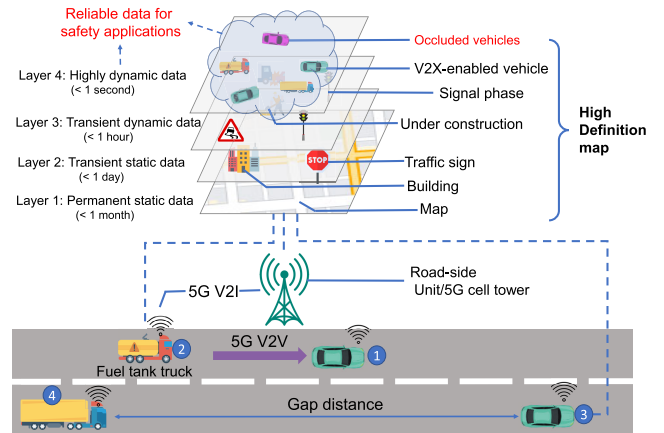 Reliable data for
safety applications
Occluded vehicles
Layer 4: Highly dynamic data
(< 1 second)
V2X-enabled vehicle
Signal phase
Layer 3: Transient dynamic data
(< 1 hour)
Under construction
High
Definition
map
Layer 2: Transient static data
(< 1 day)
STOP
Traffic sign
Building
Layer 1: Permanent static data
(< 1 month)
Map
5G V2I
Road-side
Unit/5G cell tower
5G V2V
2
1
Fuel tank truck
4
Gap distance
3